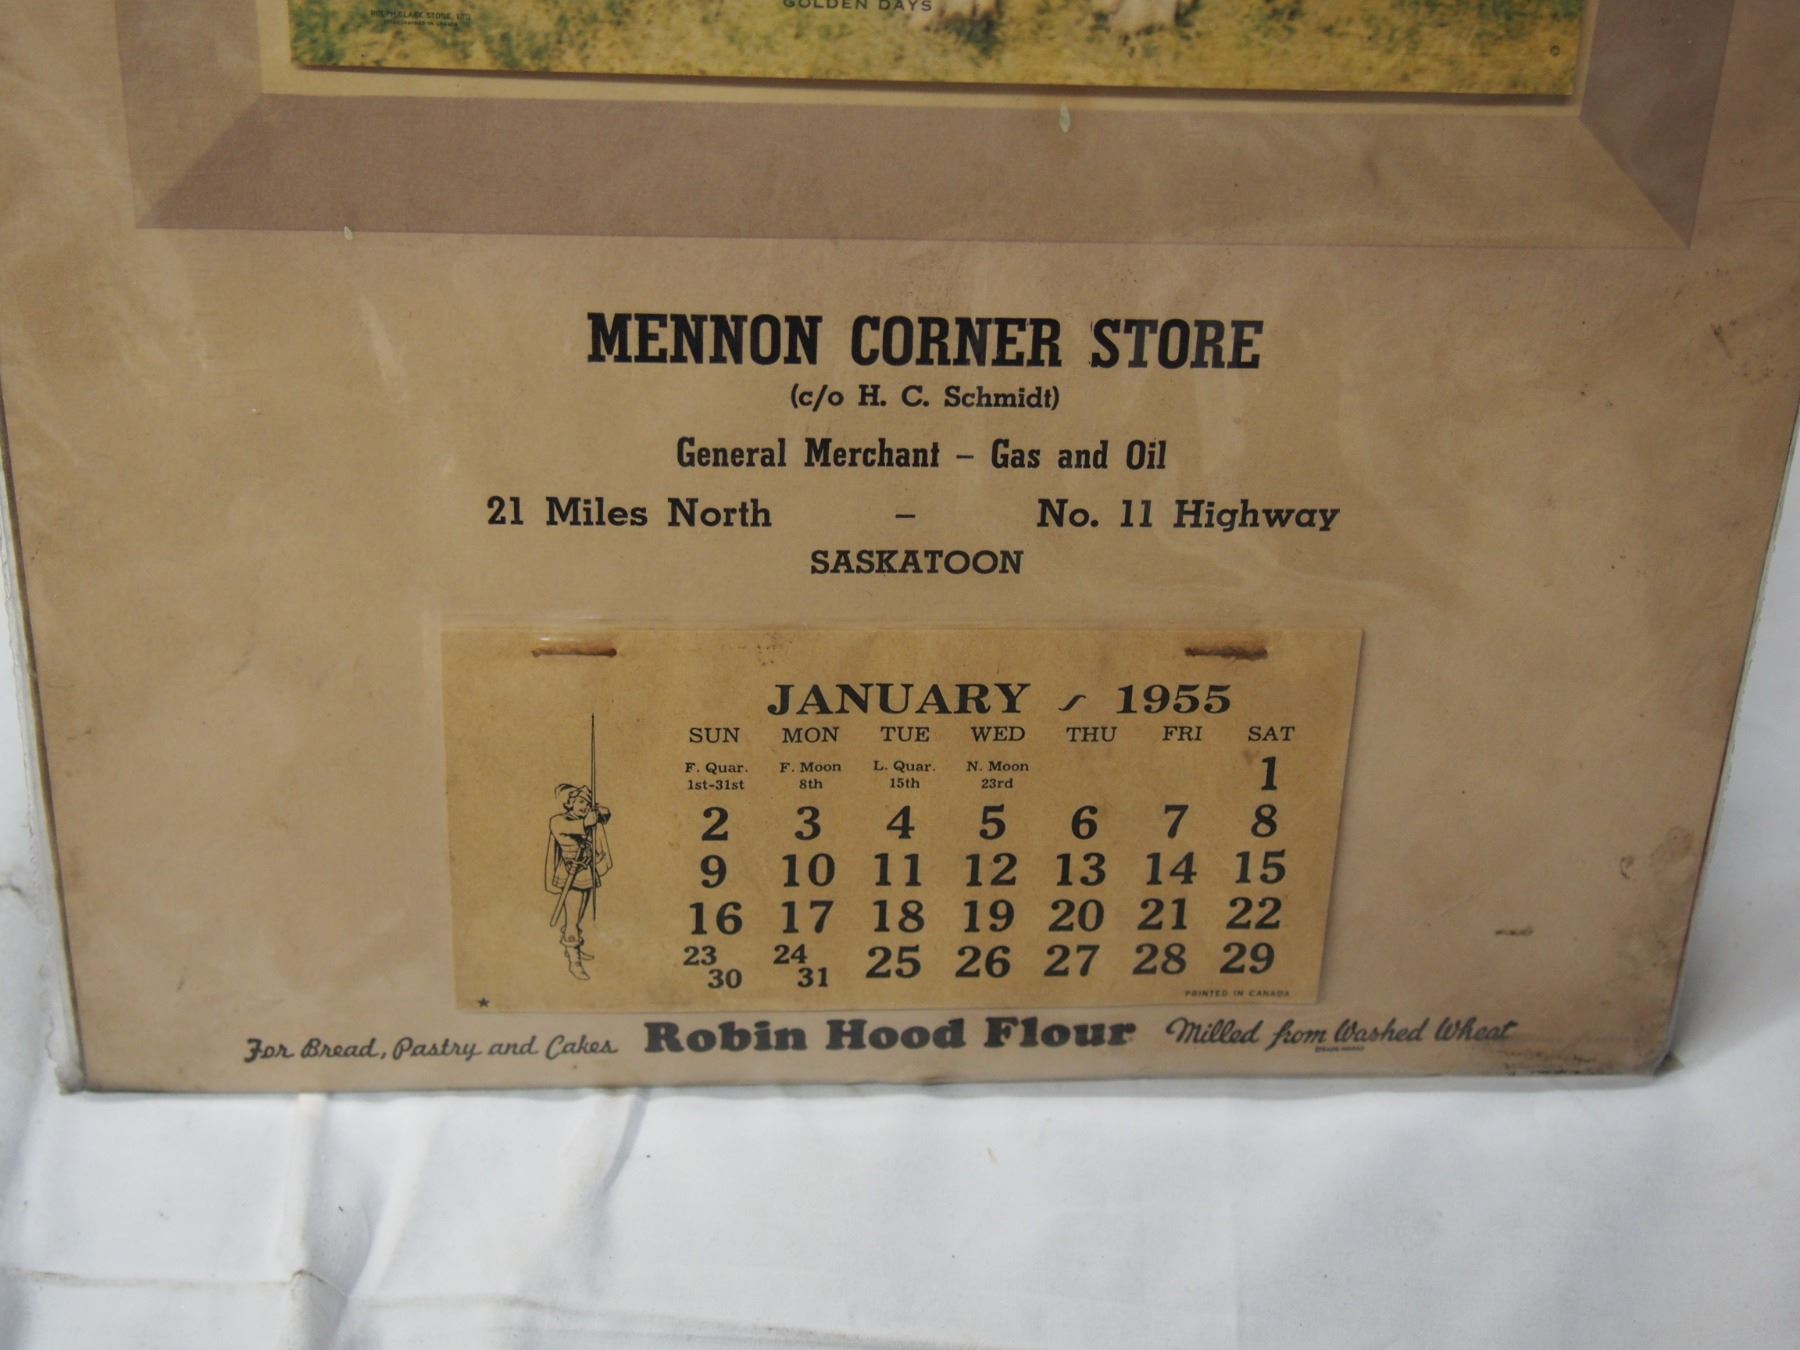 GOLDEN DAYS
MENNON CORNER STORE
(c/o H. C. Schmidt)
General Merchant – Gas and Oil
21 Miles North – No. 11 Highway
SASKATOON
JANUARY 1955
SUN MON TUE WED THU FRI SAT
F. Quar. F. Moon L. Quar. N. Moon
1st-31st 8th 15th 23rd
1
2 3 4 5 6 7 8
9 10 11 12 13 14 15
16 17 18 19 20 21 22
23 24 25 26 27 28 29
30 31
PRINTED IN CANADA
For Bread, Pastry and Cakes Robin Hood Flour Milled from Washed Wheat